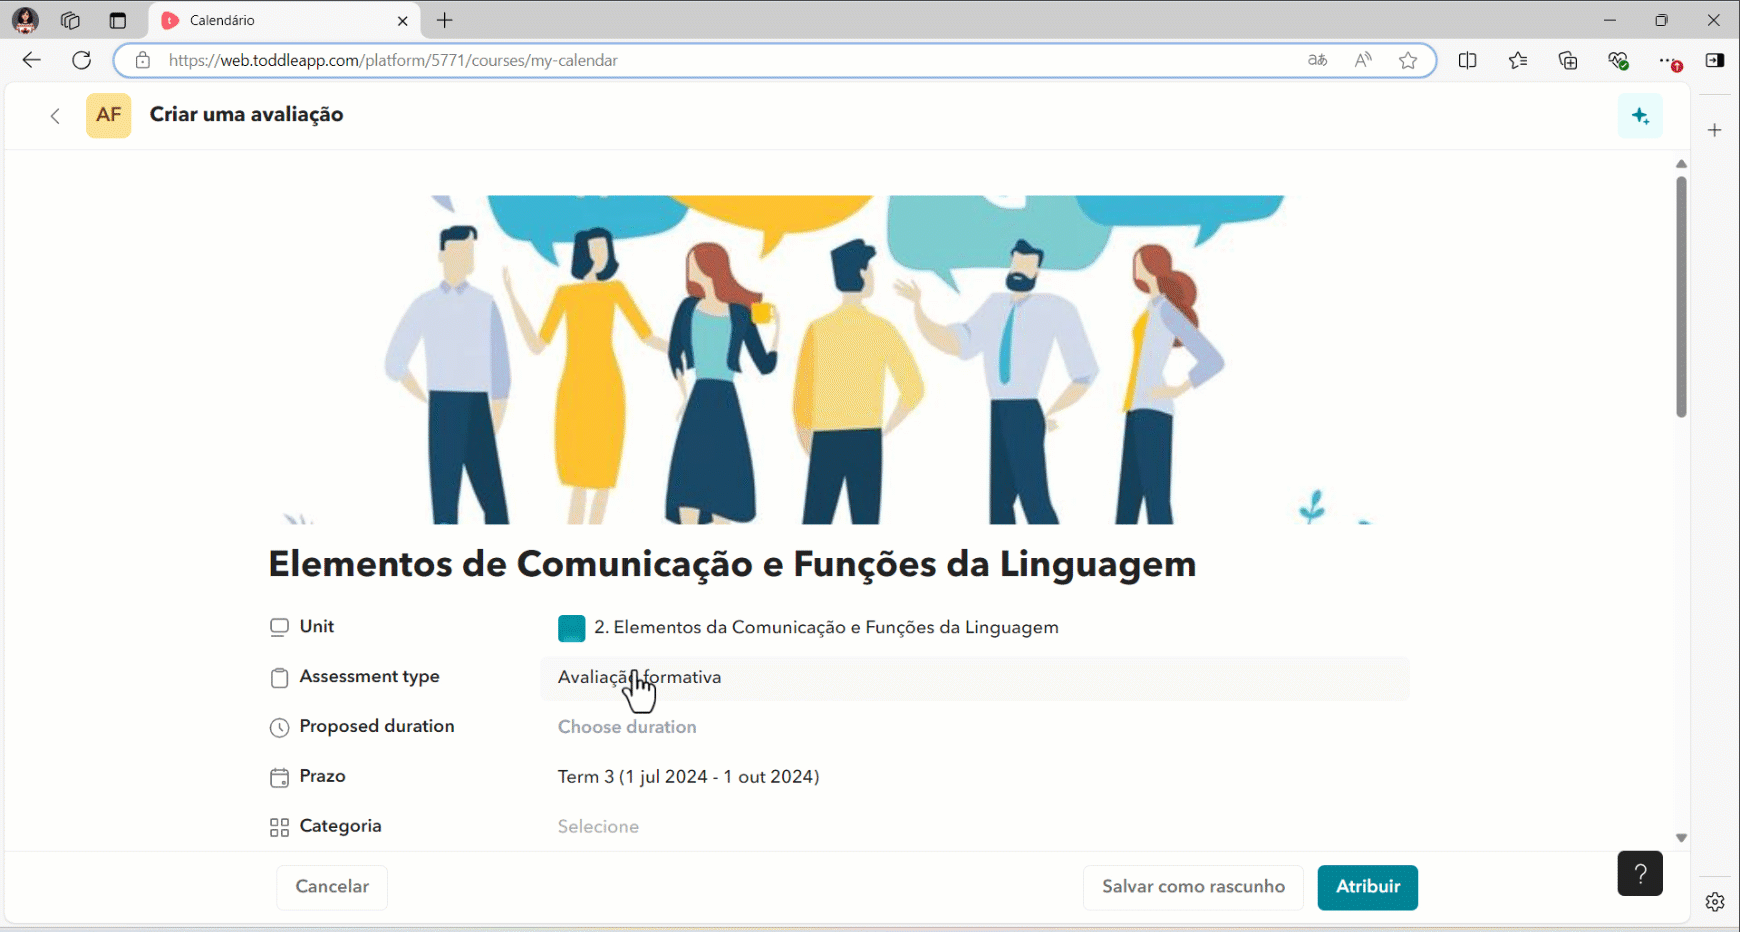 Calendário
https://web.toddleapp.com/platform/5771/courses/my-calendar
AF
Criar uma avaliação
Elementos de Comunicação e Funções da Linguagem
Unit
2. Elementos da Comunicação e Funções da Linguagem
Assessment type
Avaliação formativa
Proposed duration
Choose duration
Prazo
Term 3 (1 jul 2024 - 1 out 2024)
Categoria
Selecione
Cancelar
Salvar como rascunho
Atribuir
?